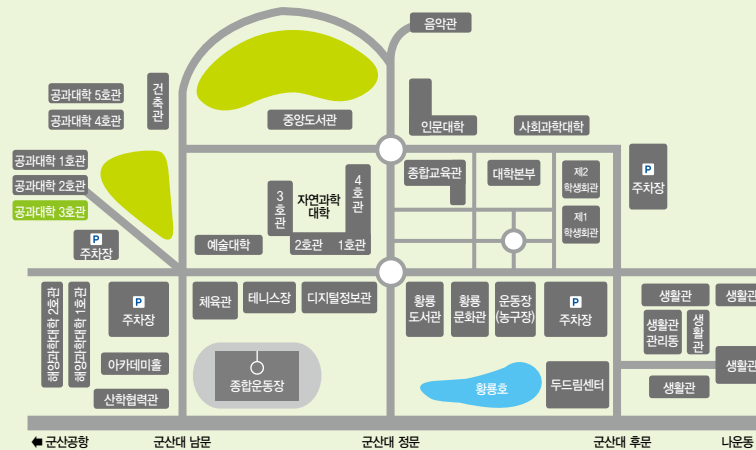 음악관
공과대학 5호관
건축관
공과대학 4호관
중앙도서관
인문대학
사회과학대학
공과대학 1호관
공과대학 2호관
공과대학 3호관
종합교육관
대학본부
제2
학생회관
P
주차장
3호관
자연과학
대학
4호관
제1
학생회관
P
주차장
예술대학
2호관
1호관
해양과학대학 2호관
해양과학대학 1호관
P
주차장
체육관
테니스장
디지털정보관
황룡
도서관
황룡
문화관
운동장
(농구장)
P
주차장
생활관
생활관
생활관
관리동
생활관
아카데미홀
종합운동장
생활관
산학협력관
황룡호
두드림센터
생활관
군산공항
군산대 남문
군산대 정문
군산대 후문
나운동